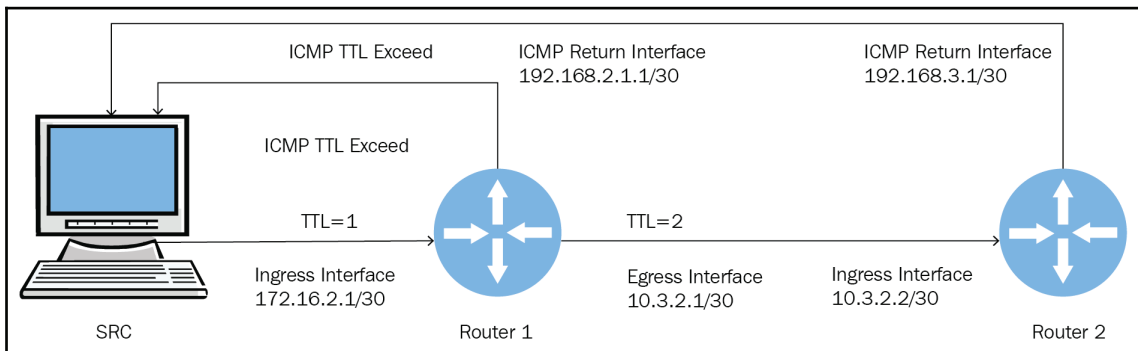 ICMP TTL Exceed
ICMP Return Interface
192.168.2.1.1/30
ICMP Return Interface
192.168.3.1/30
ICMP TTL Exceed
TTL=1
TTL=2
Ingress Interface
172.16.2.1/30
Egress Interface
10.3.2.1/30
Ingress Interface
10.3.2.2/30
SRC
Router 1
Router 2